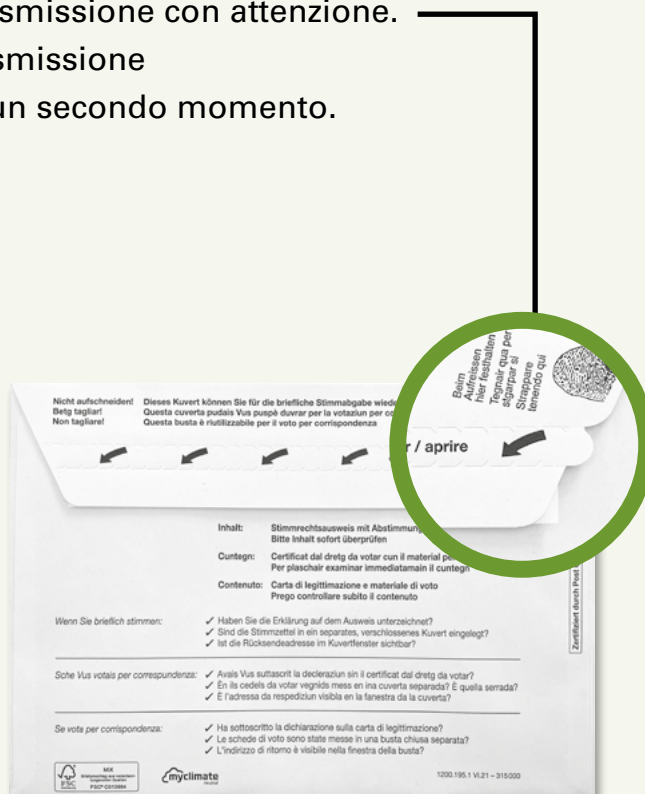 smissione con attenzione.
smissione
un secondo momento.
Beim
Aufreissen
hier festhalten
Tegnair qua per
stgarpar si
Strappare
tenendo qui
Nicht aufschneiden! Dieses Kuvert können Sie für die briefliche Stimmabgabe wiede
Betg tagliar! Questa cuverta pudais Vus puspè duvrar per la votaziun per co
Non tagliare! Questa busta è riutilizzabile per il voto per corrispondenza
r / aprire
Inhalt: Stimmrechtsausweis mit Abstimmung
Bitte Inhalt sofort überprüfen
Cuntegn: Certificat dal dretg da votar cun il material pe
Per plaschair examinar immediatamain il cuntegn
Contenuto: Carta di legittimazione e materiale di voto
Prego controllare subito il contenuto
Zertifiziert durch Post
Wenn Sie brieflich stimmen: ✓ Haben Sie die Erklärung auf dem Ausweis unterzeichnet?
✓ Sind die Stimmzettel in ein separates, verschlossenes Kuvert eingelegt?
✓ Ist die Rücksendeadresse im Kuvertfenster sichtbar?
Sche Vus votais per correspundenza: ✓ Avais Vus suttascrit la decleraziun sin il certificat dal dretg da votar?
✓ Èn ils cedels da votar vegnids mess en ina cuverta separada? È quella serrada?
✓ È l'adressa da respediziun visibla en la fanestra da la cuverta?
Se vota per corrispondenza: ✓ Ha sottoscritto la dichiarazione sulla carta di legittimazione?
✓ Le schede di voto sono state messe in una busta chiusa separata?
✓ L'indirizzo di ritorno è visibile nella finestra della busta?
FSC
MIX
FSC® C013984
myclimate
neutral
1200.195.1 VI.21 – 315000